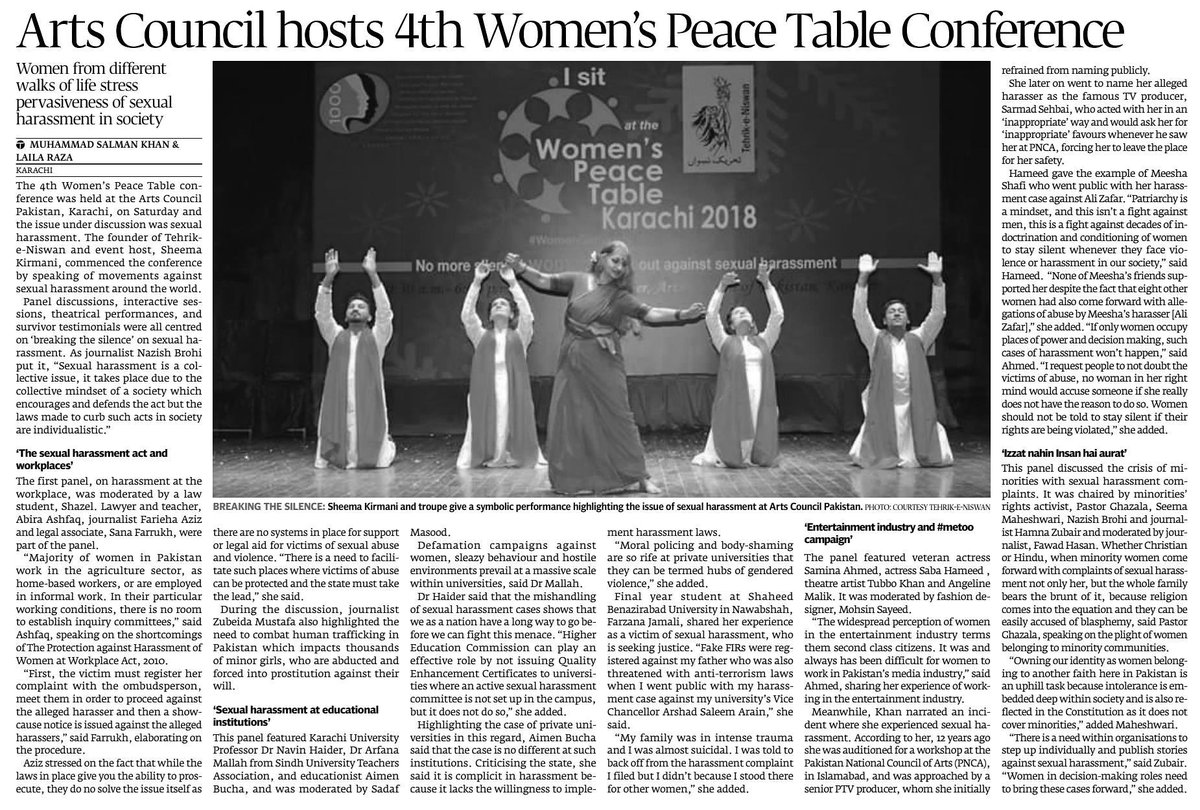 Arts Council hosts 4th Women's Peace Table Conference
Women from different
walks of life stress
pervasiveness of sexual
harassment in society
MUHAMMAD SALMAN KHAN &
LAILA RAZA
KARACHI
The 4th Women's Peace Table con-
ference was held at the Arts Council
Pakistan, Karachi, on Saturday and
the issue under discussion was sexual
harassment. The founder of Tehrik-
e-Niswan and event host, Sheema
Kirmani, commenced the conference
by speaking of movements against
sexual harassment around the world.
Panel discussions, interactive ses-
sions, theatrical performances, and
survivor testimonials were all centred
on 'breaking the silence' on sexual ha-
rassment. As journalist Nazish Brohi
put it, "Sexual harassment is a col-
lective issue, it takes place due to the
collective mindset of a society which
encourages and defends the act but the
laws made to curb such acts in society
are individualistic."
'The sexual harassment act and
workplaces'
The first panel, on harassment at the
workplace, was moderated by a law
student, Shazel. Lawyer and teacher,
Abira Ashfaq, journalist Farieha Aziz
and legal associate, Sana Farrukh, were
part of the panel.
"Majority of women in Pakistan
work in the agriculture sector, as
home-based workers, or are employed
in informal work. In their particular
working conditions, there is no room
to establish inquiry committees," said
Ashfaq, speaking on the shortcomings
of The Protection against Harassment of
Women at Workplace Act, 2010.
"First, the victim must register her
complaint with the ombudsperson,
meet them in order to proceed against
the alleged harasser and then a show-
cause notice is issued against the alleged
harassers," said Farrukh, elaborating on
the procedure.
Aziz stressed on the fact that while the
laws in place give you the ability to pros-
ecute, they do no solve the issue itself as
I sit
at the
Women's
Peace
Table
Karachi 2018
Tehrik-e-Niswan
تحریک نسواں
No more
out against sexual harassment
BREAKING THE SILENCE: Sheema Kirmani and troupe give a symbolic performance highlighting the issue of sexual harassment at Arts Council Pakistan. PHOTO: COURTESY TEHRIK-E-NISWAN
there are no systems in place for support
or legal aid for victims of sexual abuse
and violence. "There is a need to facili-
tate such places where victims of abuse
can be protected and the state must take
the lead," she said.
During the discussion, journalist
Zubeida Mustafa also highlighted the
need to combat human trafficking in
Pakistan which impacts thousands
of minor girls, who are abducted and
forced into prostitution against their
will.
'Sexual harassment at educational
institutions'
This panel featured Karachi University
Professor Dr Navin Haider, Dr Arfana
Mallah from Sindh University Teachers
Association, and educationist Aimen
Bucha, and was moderated by Sadaf
Masood.
Defamation campaigns against
women, sleazy behaviour and hostile
environments prevail at a massive scale
within universities, said Dr Mallah.
Dr Haider said that the mishandling
of sexual harassment cases shows that
we as a nation have a long way to go be-
fore we can fight this menace. "Higher
Education Commission can play an
effective role by not issuing Quality
Enhancement Certificates to univers-
ities where an active sexual harassment
committee is not set up in the campus,
but it does not do so," she added.
Highlighting the case of private uni-
versities in this regard, Aimen Bucha
said that the case is no different at such
institutions. Criticising the state, she
said it is complicit in harassment be-
cause it lacks the willingness to imple-
ment harassment laws.
"Moral policing and body-shaming
are so rife at private universities that
they can be termed hubs of gendered
violence," she added.
Final year student at Shaheed
Benazirabad University in Nawabshah,
Farzana Jamali, shared her experience
as a victim of sexual harassment, who
is seeking justice. "Fake FIRs were reg-
istered against my father who was also
threatened with anti-terrorism laws
when I went public with my harass-
ment case against my university's Vice
Chancellor Arshad Saleem Arain," she
said.
"My family was in intense trauma
and I was almost suicidal. I was told to
back off from the harassment complaint
I filed but I didn't because I stood there
for other women," she added.
'Entertainment industry and #metoo
campaign'
The panel featured veteran actress
Samina Ahmed, actress Saba Hameed ,
theatre artist Tubbo Khan and Angeline
Malik. It was moderated by fashion de-
signer, Mohsin Sayeed.
"The widespread perception of women
in the entertainment industry terms
them second class citizens. It was and
always has been difficult for women to
work in Pakistan's media industry," said
Ahmed, sharing her experience of work-
ing in the entertainment industry.
Meanwhile, Khan narrated an inci-
dent where she experienced sexual ha-
rassment. According to her, 12 years ago
she was auditioned for a workshop at the
Pakistan National Council of Arts (PNCA),
in Islamabad, and was approached by a
senior PTV producer, whom she initially
refrained from naming publicly.
She later on went to name her alleged
harasser as the famous TV producer,
Sarmad Sehbai, who acted with her in an
'inappropriate' way and would ask her for
'inappropriate' favours whenever he saw
her at PNCA, forcing her to leave the place
for her safety.
Hameed gave the example of Meesha
Shafi who went public with her harass-
ment case against Ali Zafar. "Patriarchy is
a mindset, and this isn't a fight against
men, this is a fight against decades of in-
doctrination and conditioning of women
to stay silent whenever they face vio-
lence or harassment in our society," said
Hameed. "None of Meesha's friends sup-
ported her despite the fact that eight other
women had also come forward with alle-
gations of abuse by Meesha's harasser [Ali
Zafar]," she added. "If only women occupy
places of power and decision making, such
cases of harassment won't happen," said
Ahmed. "I request people to not doubt the
victims of abuse, no woman in her right
mind would accuse someone if she really
does not have the reason to do so. Women
should not be told to stay silent if their
rights are being violated," she added.
'Izzat nahin Insan hai aurat'
This panel discussed the crisis of mi-
norities with sexual harassment com-
plaints. It was chaired by minorities'
rights activist, Pastor Ghazala, Seema
Maheshwari, Nazish Brohi and journal-
ist Hamna Zubair and moderated by jour-
nalist, Fawad Hasan. Whether Christian
or Hindu, when minority women come
forward with complaints of sexual harass-
ment not only her, but the whole family
bears the brunt of it, because religion
comes into the equation and they can be
easily accused of blasphemy, said Pastor
Ghazala, speaking on the plight of women
belonging to minority communities.
"Owning our identity as women belong-
ing to another faith here in Pakistan is
an uphill task because intolerance is em-
bedded deep within society and is also re-
flected in the Constitution as it does not
cover minorities," added Maheshwari.
"There is a need within organisations to
step up individually and publish stories
against sexual harassment," said Zubair.
"Women in decision-making roles need
to bring these cases forward," she added.